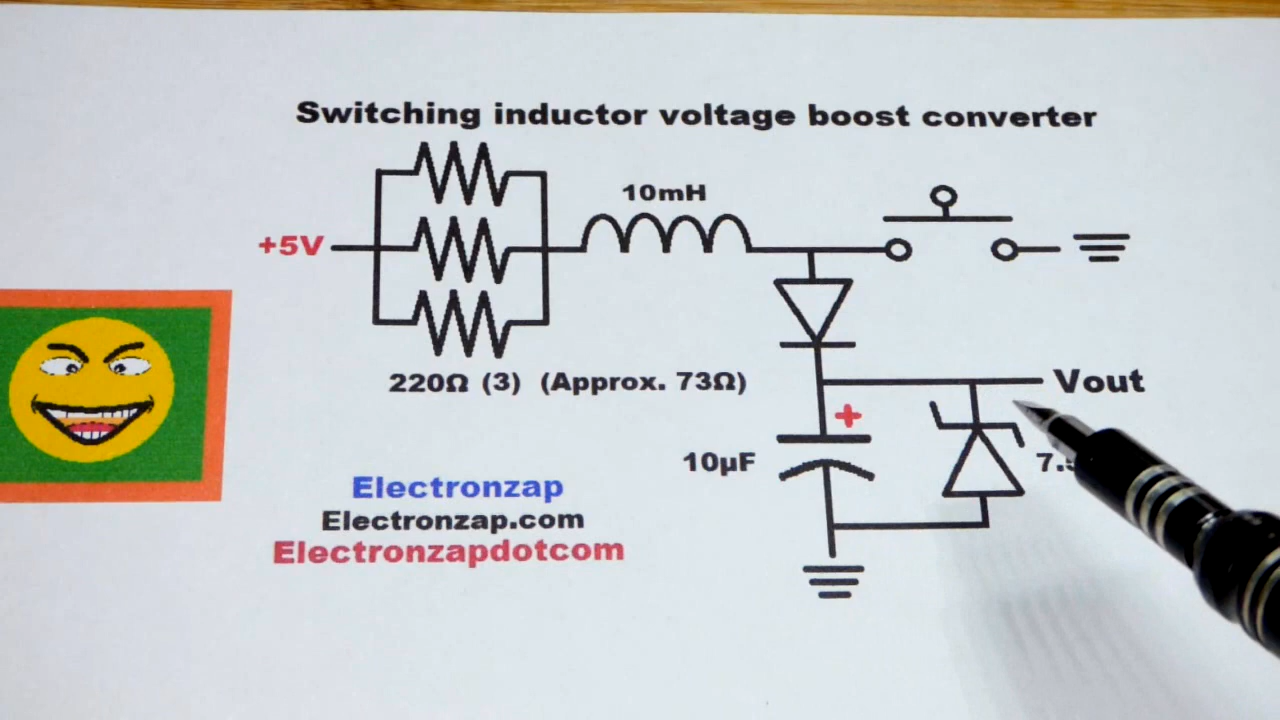 Switching inductor voltage boost converter
10mH
+5V
220Ω (3) (Approx. 73Ω)
Vout
+
10µF
Electronzap
Electronzap.com
Electronzapdotcom